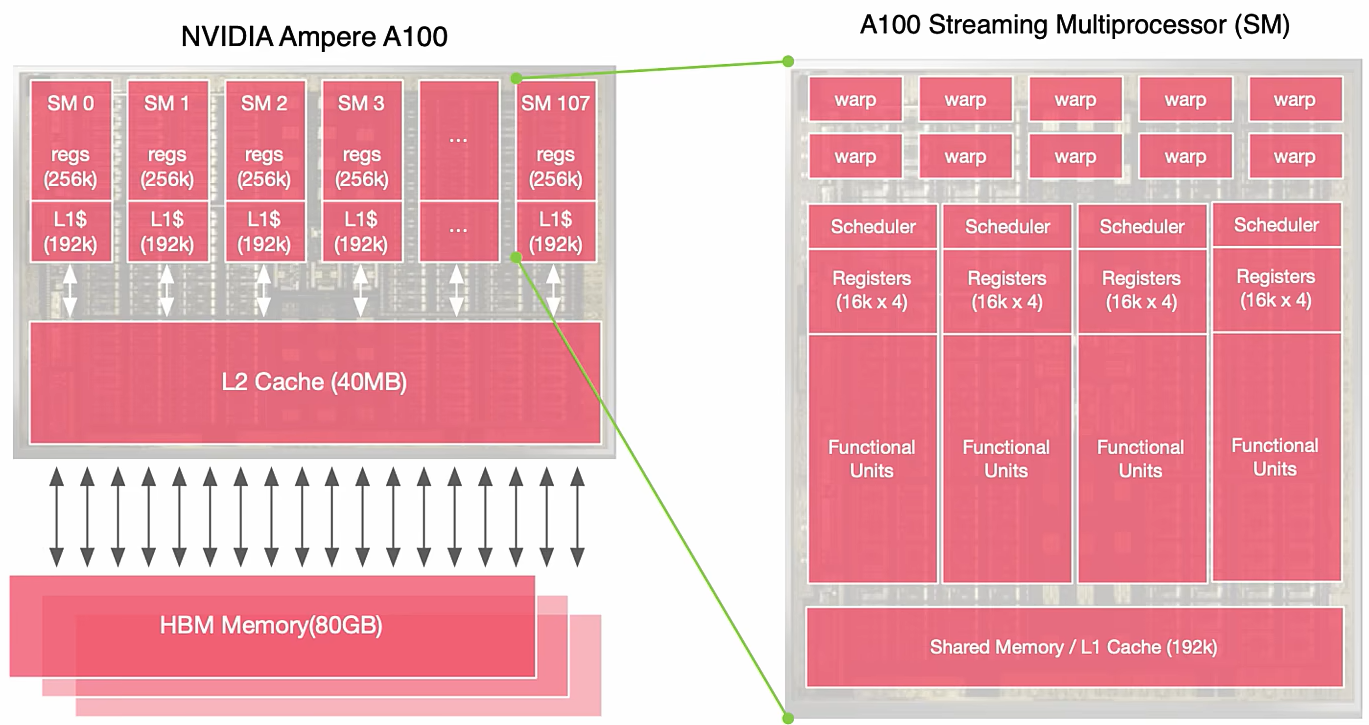 NVIDIA Ampere A100
SM 0
regs
(256k)
L1$
(192k)
SM 1
regs
(256k)
L1$
(192k)
SM 2
regs
(256k)
L1$
(192k)
SM 3
regs
(256k)
L1$
(192k)
...
...
SM 107
regs
(256k)
L1$
(192k)
L2 Cache (40MB)
HBM Memory(80GB)
A100 Streaming Multiprocessor (SM)
warp
warp
warp
warp
warp
warp
warp
warp
warp
warp
Scheduler
Registers
(16k x 4)
Functional
Units
Scheduler
Registers
(16k x 4)
Functional
Units
Scheduler
Registers
(16k x 4)
Functional
Units
Scheduler
Registers
(16k x 4)
Functional
Units
Shared Memory / L1 Cache (192k)